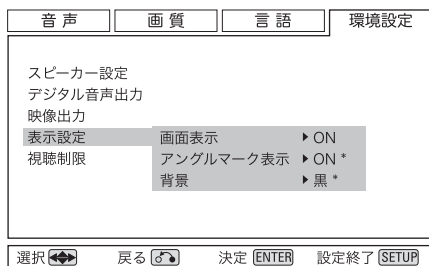 音声 画質 言語 環境設定
スピーカー設定
デジタル音声出力
映像出力
表示設定 画面表示 ▶ ON
視聴制限 アングルマーク表示 ▶ ON *
背景 ▶ 黒 *
選択 戻る 決定 ENTER 設定終了 SETUP